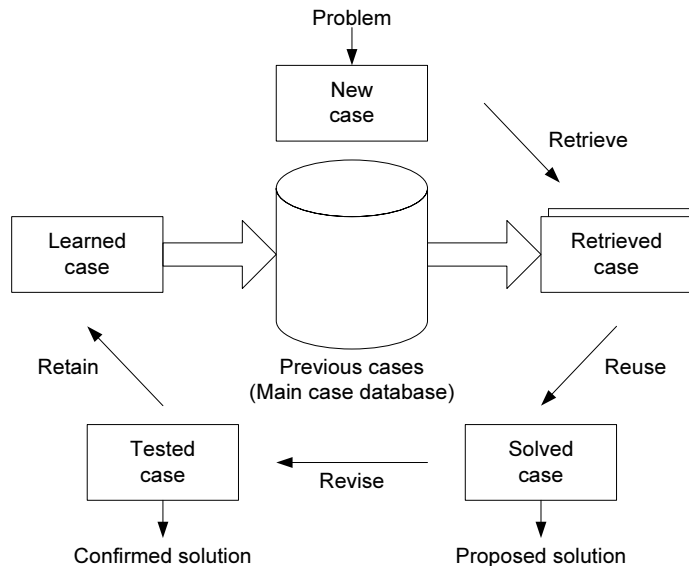 Problem
New
case
Retrieve
Learned
case
Retrieved
case
Previous cases
(Main case database)
Retain
Reuse
Tested
case
Revise
Solved
case
Confirmed solution
Proposed solution